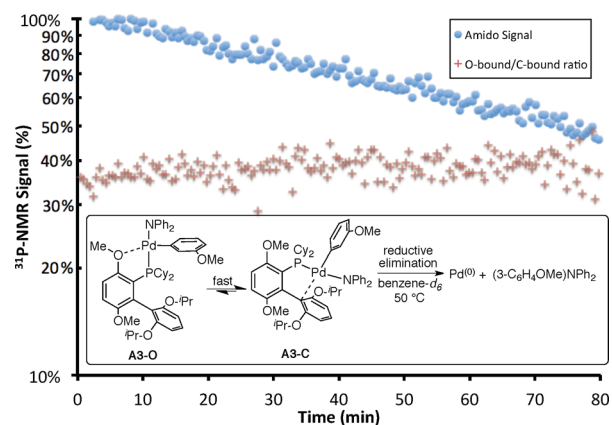 100%
90%
80%
70%
60%
50%
40%
30%
20%
10%
³¹P-NMR Signal (%)
Amido Signal
O-bound/C-bound ratio
NPh₂
MeO
Pd
O
OMe
PCy₂
OMe
O-ⁱPr
ⁱPr-O
A3-O
fast
OMe
OMe
Cy₂
P
Pd
NPh₂
O-ⁱPr
OMe
ⁱPr-O
A3-C
reductive
elimination
benzene-d₆
50 °C
Pd⁽⁰⁾ + (3-C₆H₄OMe)NPh₂
0 10 20 30 40 50 60 70 80
Time (min)